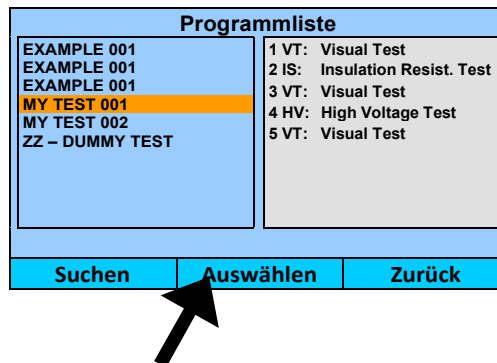 Programmliste
EXAMPLE 001
EXAMPLE 001
EXAMPLE 001
MY TEST 001
MY TEST 002
ZZ – DUMMY TEST
1 VT: Visual Test
2 IS: Insulation Resist. Test
3 VT: Visual Test
4 HV: High Voltage Test
5 VT: Visual Test
Suchen Auswählen Zurück